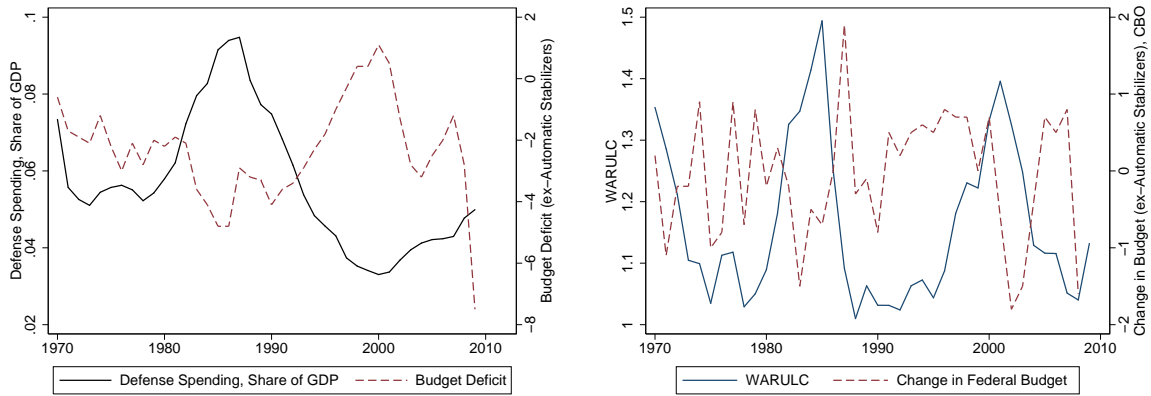 .1
.08
.06
.04
.02
Defense Spending, Share of GDP
2
0
−2
−4
−6
−8
Budget Deficit (ex−Automatic Stabilizers)
1970 1980 1990 2000 2010
Defense Spending, Share of GDP Budget Deficit
1.5
1.4
1.3
1.2
1.1
1
WARULC
2
1
0
−1
−2
Change in Budget (ex−Automatic Stabilizers), CBO
1970 1980 1990 2000 2010
WARULC Change in Federal Budget